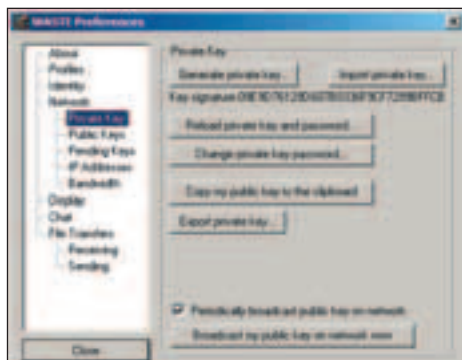 WASTE Preferences
About
Profiles
Identity
Network
Private Key
Public Keys
Pending Keys
IP Addresses
Bandwidth
Display
Chat
File Transfers
Receiving
Sending
Close
Private Key
Generate private key...
Import private key...
Key signature
Reload private key and password
Change private key password...
Copy my public key to the clipboard
Export private key...
Periodically broadcast public key on network
Broadcast my public key on network now